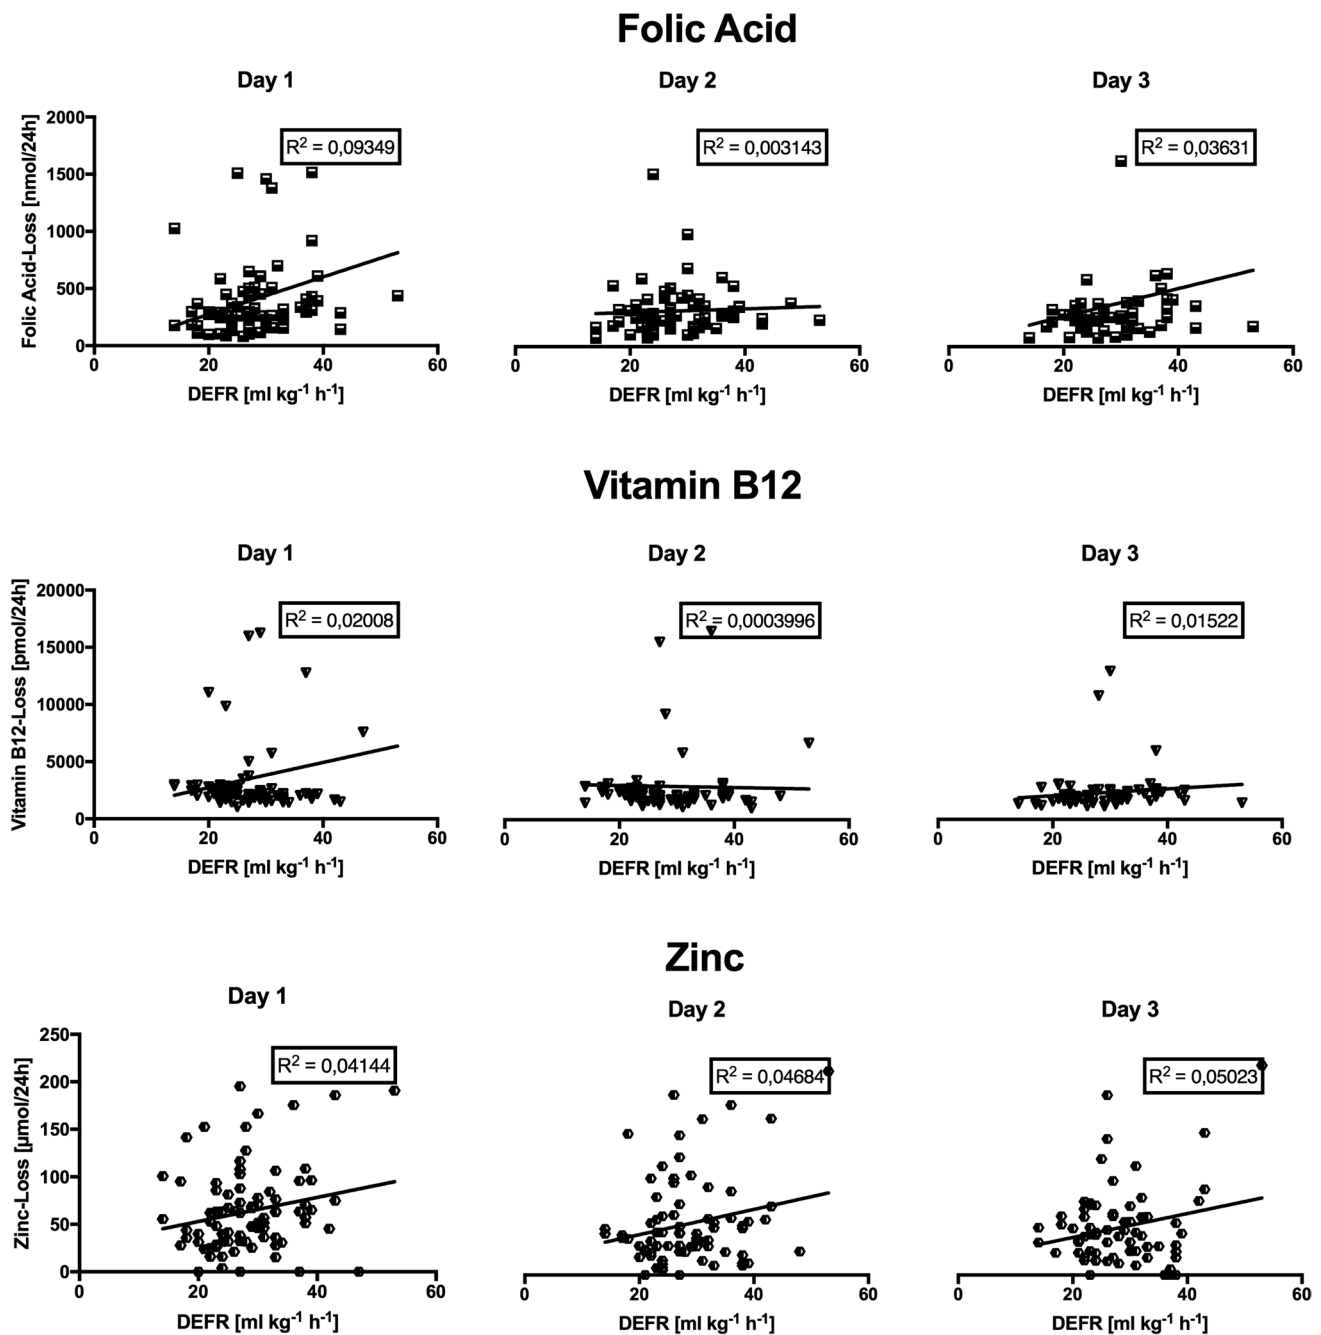 Folic Acid
Day 1
Day 2
Day 3
Folic Acid-Loss [nmol/24h]
2000
1500
1000
500
0
R² = 0,09349
R² = 0,003143
R² = 0,03631
0 20 40 60
0 20 40 60
0 20 40 60
DEFR [ml kg⁻¹ h⁻¹]
DEFR [ml kg⁻¹ h⁻¹]
DEFR [ml kg⁻¹ h⁻¹]
Vitamin B12
Day 1
Day 2
Day 3
Vitamin B12-Loss [pmol/24h]
20000
15000
10000
5000
0
R² = 0,02008
R² = 0,0003996
R² = 0,01522
0 20 40 60
0 20 40 60
0 20 40 60
DEFR [ml kg⁻¹ h⁻¹]
DEFR [ml kg⁻¹ h⁻¹]
DEFR [ml kg⁻¹ h⁻¹]
Zinc
Day 1
Day 2
Day 3
Zinc-Loss [µmol/24h]
250
200
150
100
50
0
R² = 0,04144
R² = 0,04684
R² = 0,05023
0 20 40 60
0 20 40 60
0 20 40 60
DEFR [ml kg⁻¹ h⁻¹]
DEFR [ml kg⁻¹ h⁻¹]
DEFR [ml kg⁻¹ h⁻¹]